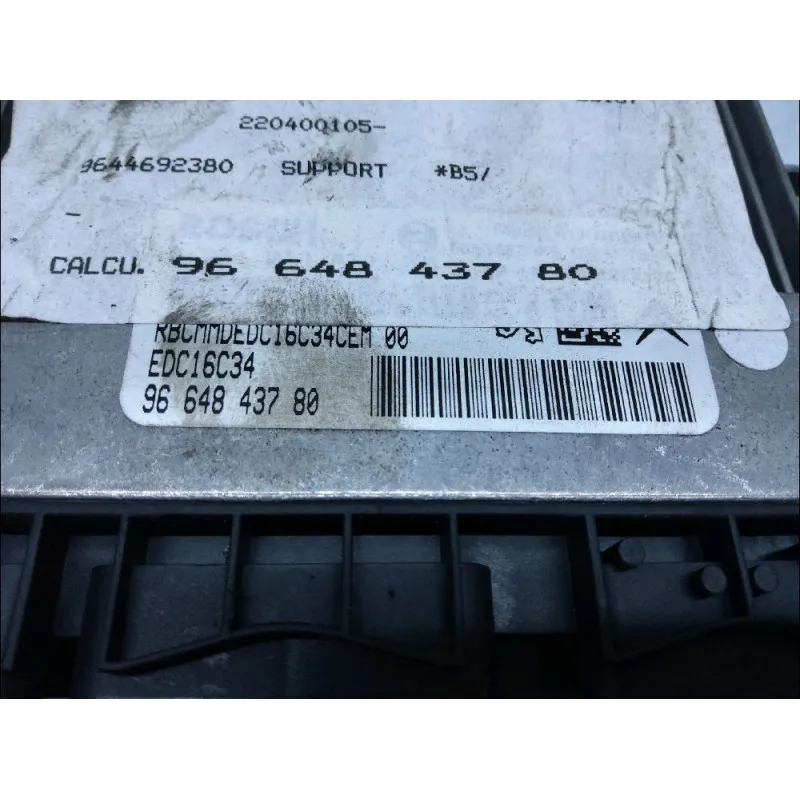 220400105-
9644692380 SUPPORT *B5/
-
CALCU. 96 648 437 80
RBCMMDEDC16C34CEM 00
EDC16C34
96 648 437 80